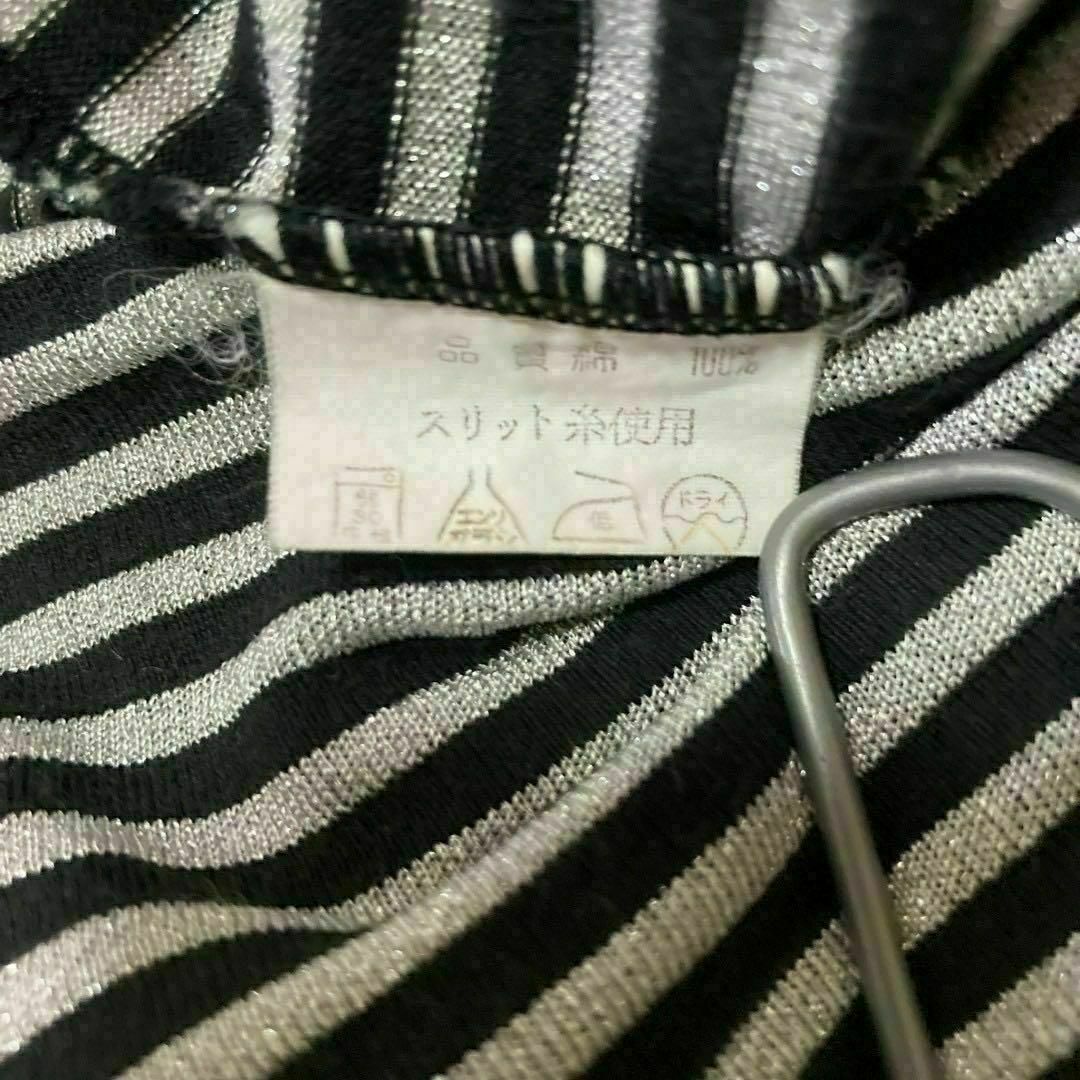 品質 綿 100%
スリット糸使用
低 ドライ